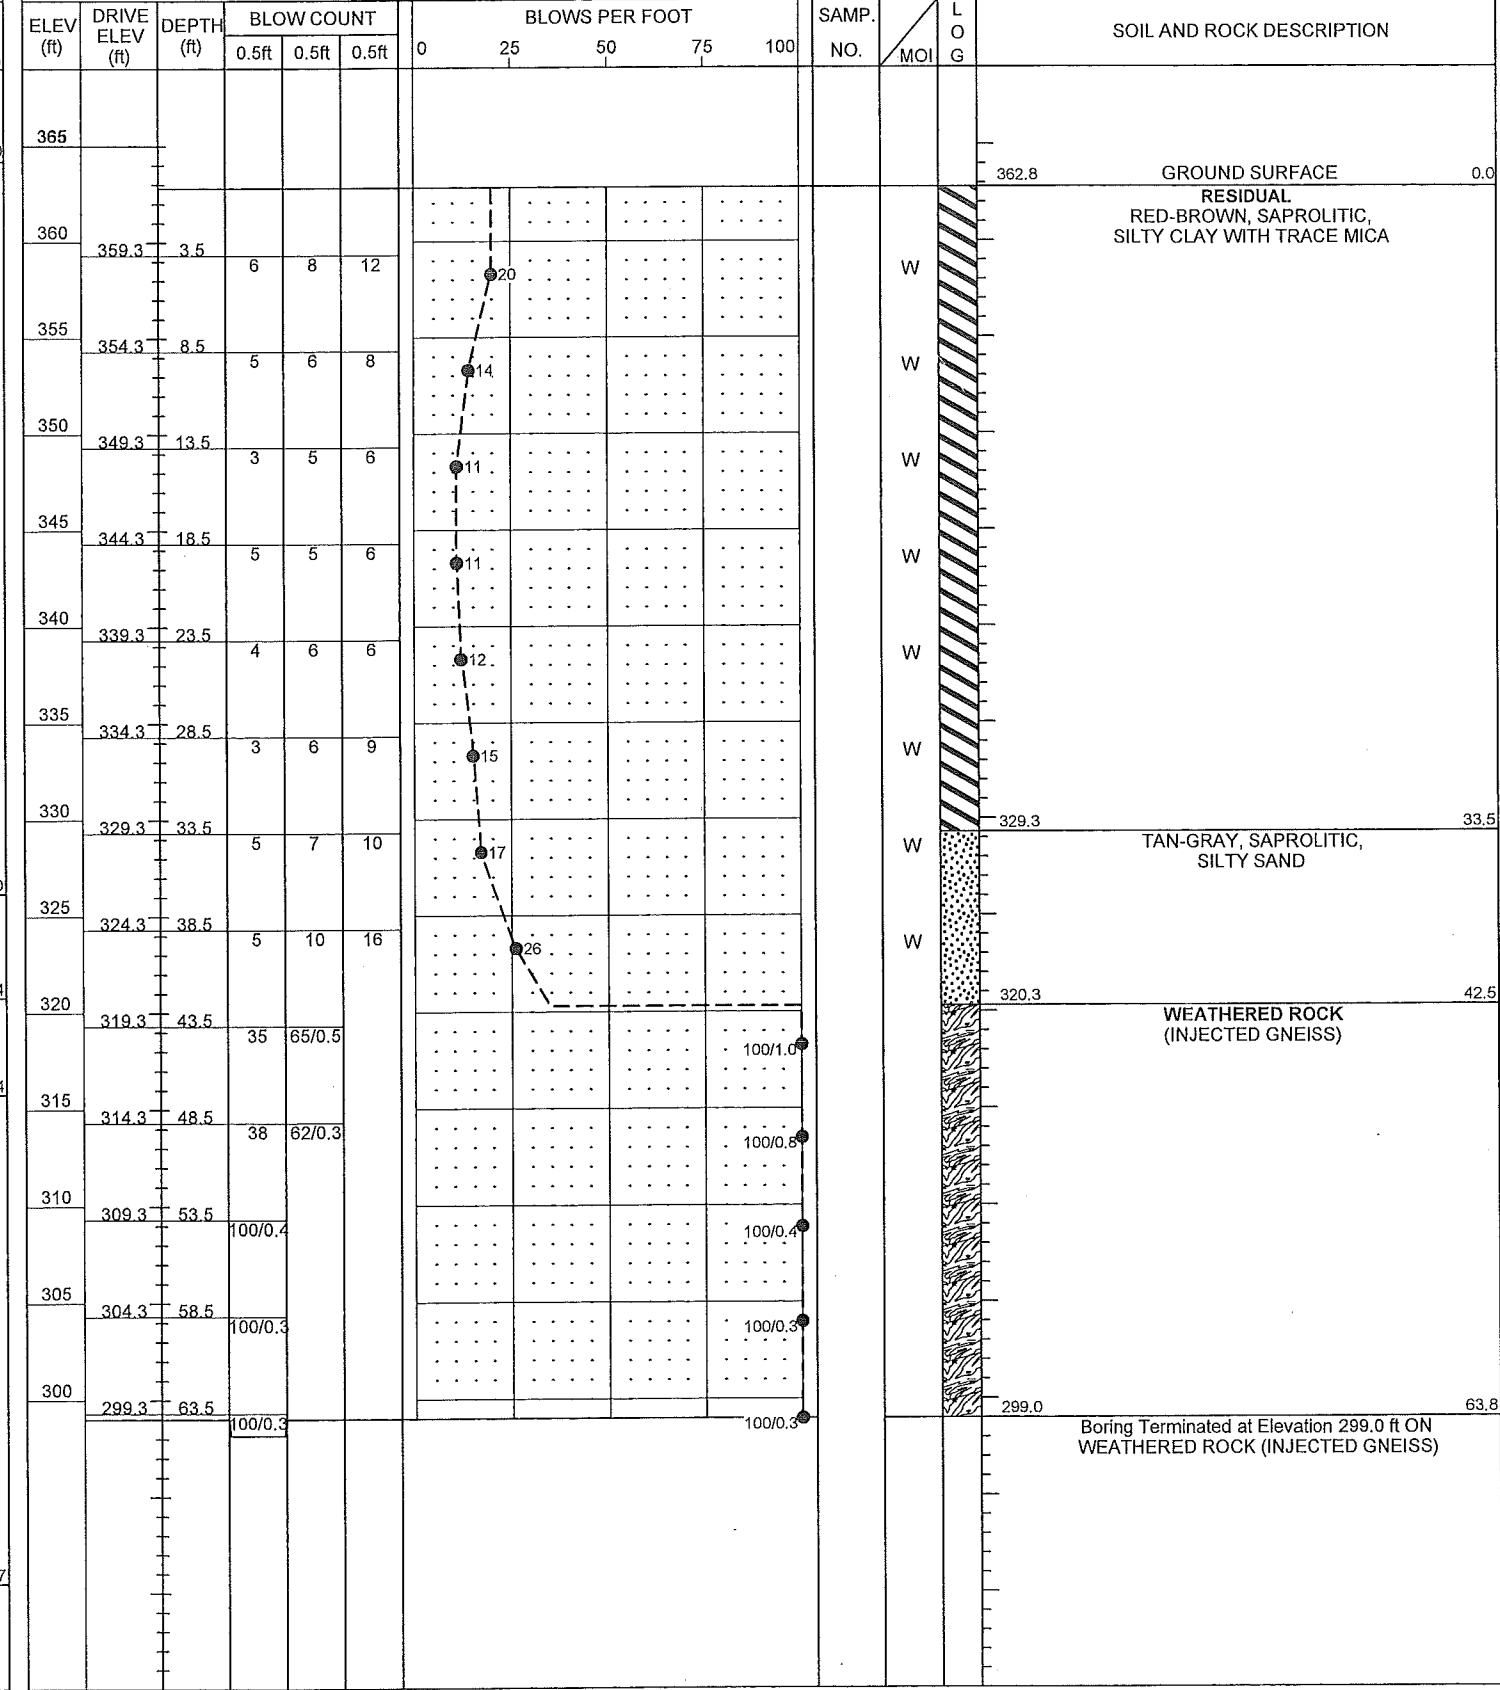 ELEV (ft) DRIVE ELEV (ft) DEPTH (ft) BLOW COUNT BLOWS PER FOOT SAMP. NO. MOI LOG SOIL AND ROCK DESCRIPTION
0.5ft 0.5ft 0.5ft 0 25 50 75 100
365
362.8 GROUND SURFACE 0.0
RESIDUAL
RED-BROWN, SAPROLITIC,
SILTY CLAY WITH TRACE MICA
360
359.3 3.5
6 8 12 20 W
355
354.3 8.5
5 6 8 14 W
350
349.3 13.5
3 5 6 11 W
345
344.3 18.5
5 5 6 11 W
340
339.3 23.5
4 6 6 12 W
335
334.3 28.5
3 6 9 15 W
330
329.3 33.5
329.3 33.5
5 7 10 17 W
TAN-GRAY, SAPROLITIC,
SILTY SAND
325
324.3 38.5
5 10 16 26 W
320
320.3 42.5
WEATHERED ROCK
(INJECTED GNEISS)
319.3 43.5
35 65/0.5 100/1.0
315
314.3 48.5
38 62/0.3 100/0.8
310
309.3 53.5
100/0.4 100/0.4
305
304.3 58.5
100/0.3 100/0.3
300
299.3 63.5
100/0.3 100/0.3
299.0 63.8
Boring Terminated at Elevation 299.0 ft ON
WEATHERED ROCK (INJECTED GNEISS)